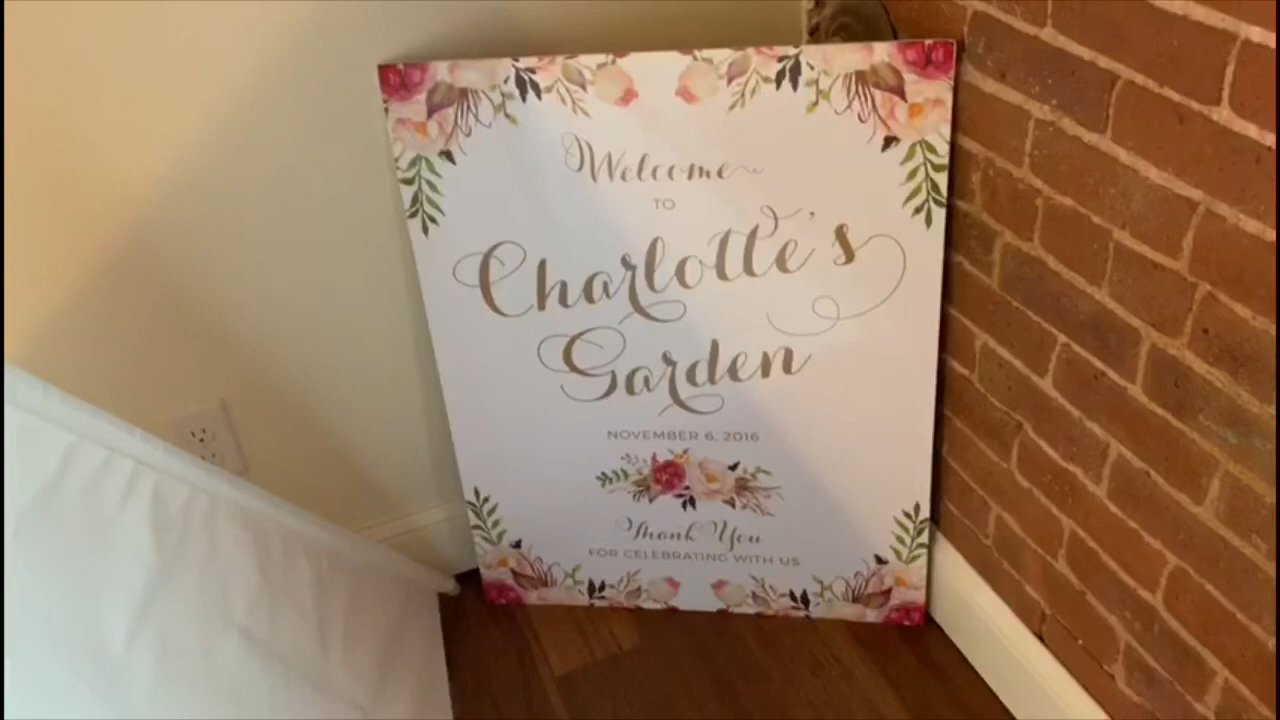 Welcome
TO
Charlotte's
Garden
NOVEMBER 6, 2016
Thank You
FOR CELEBRATING WITH US